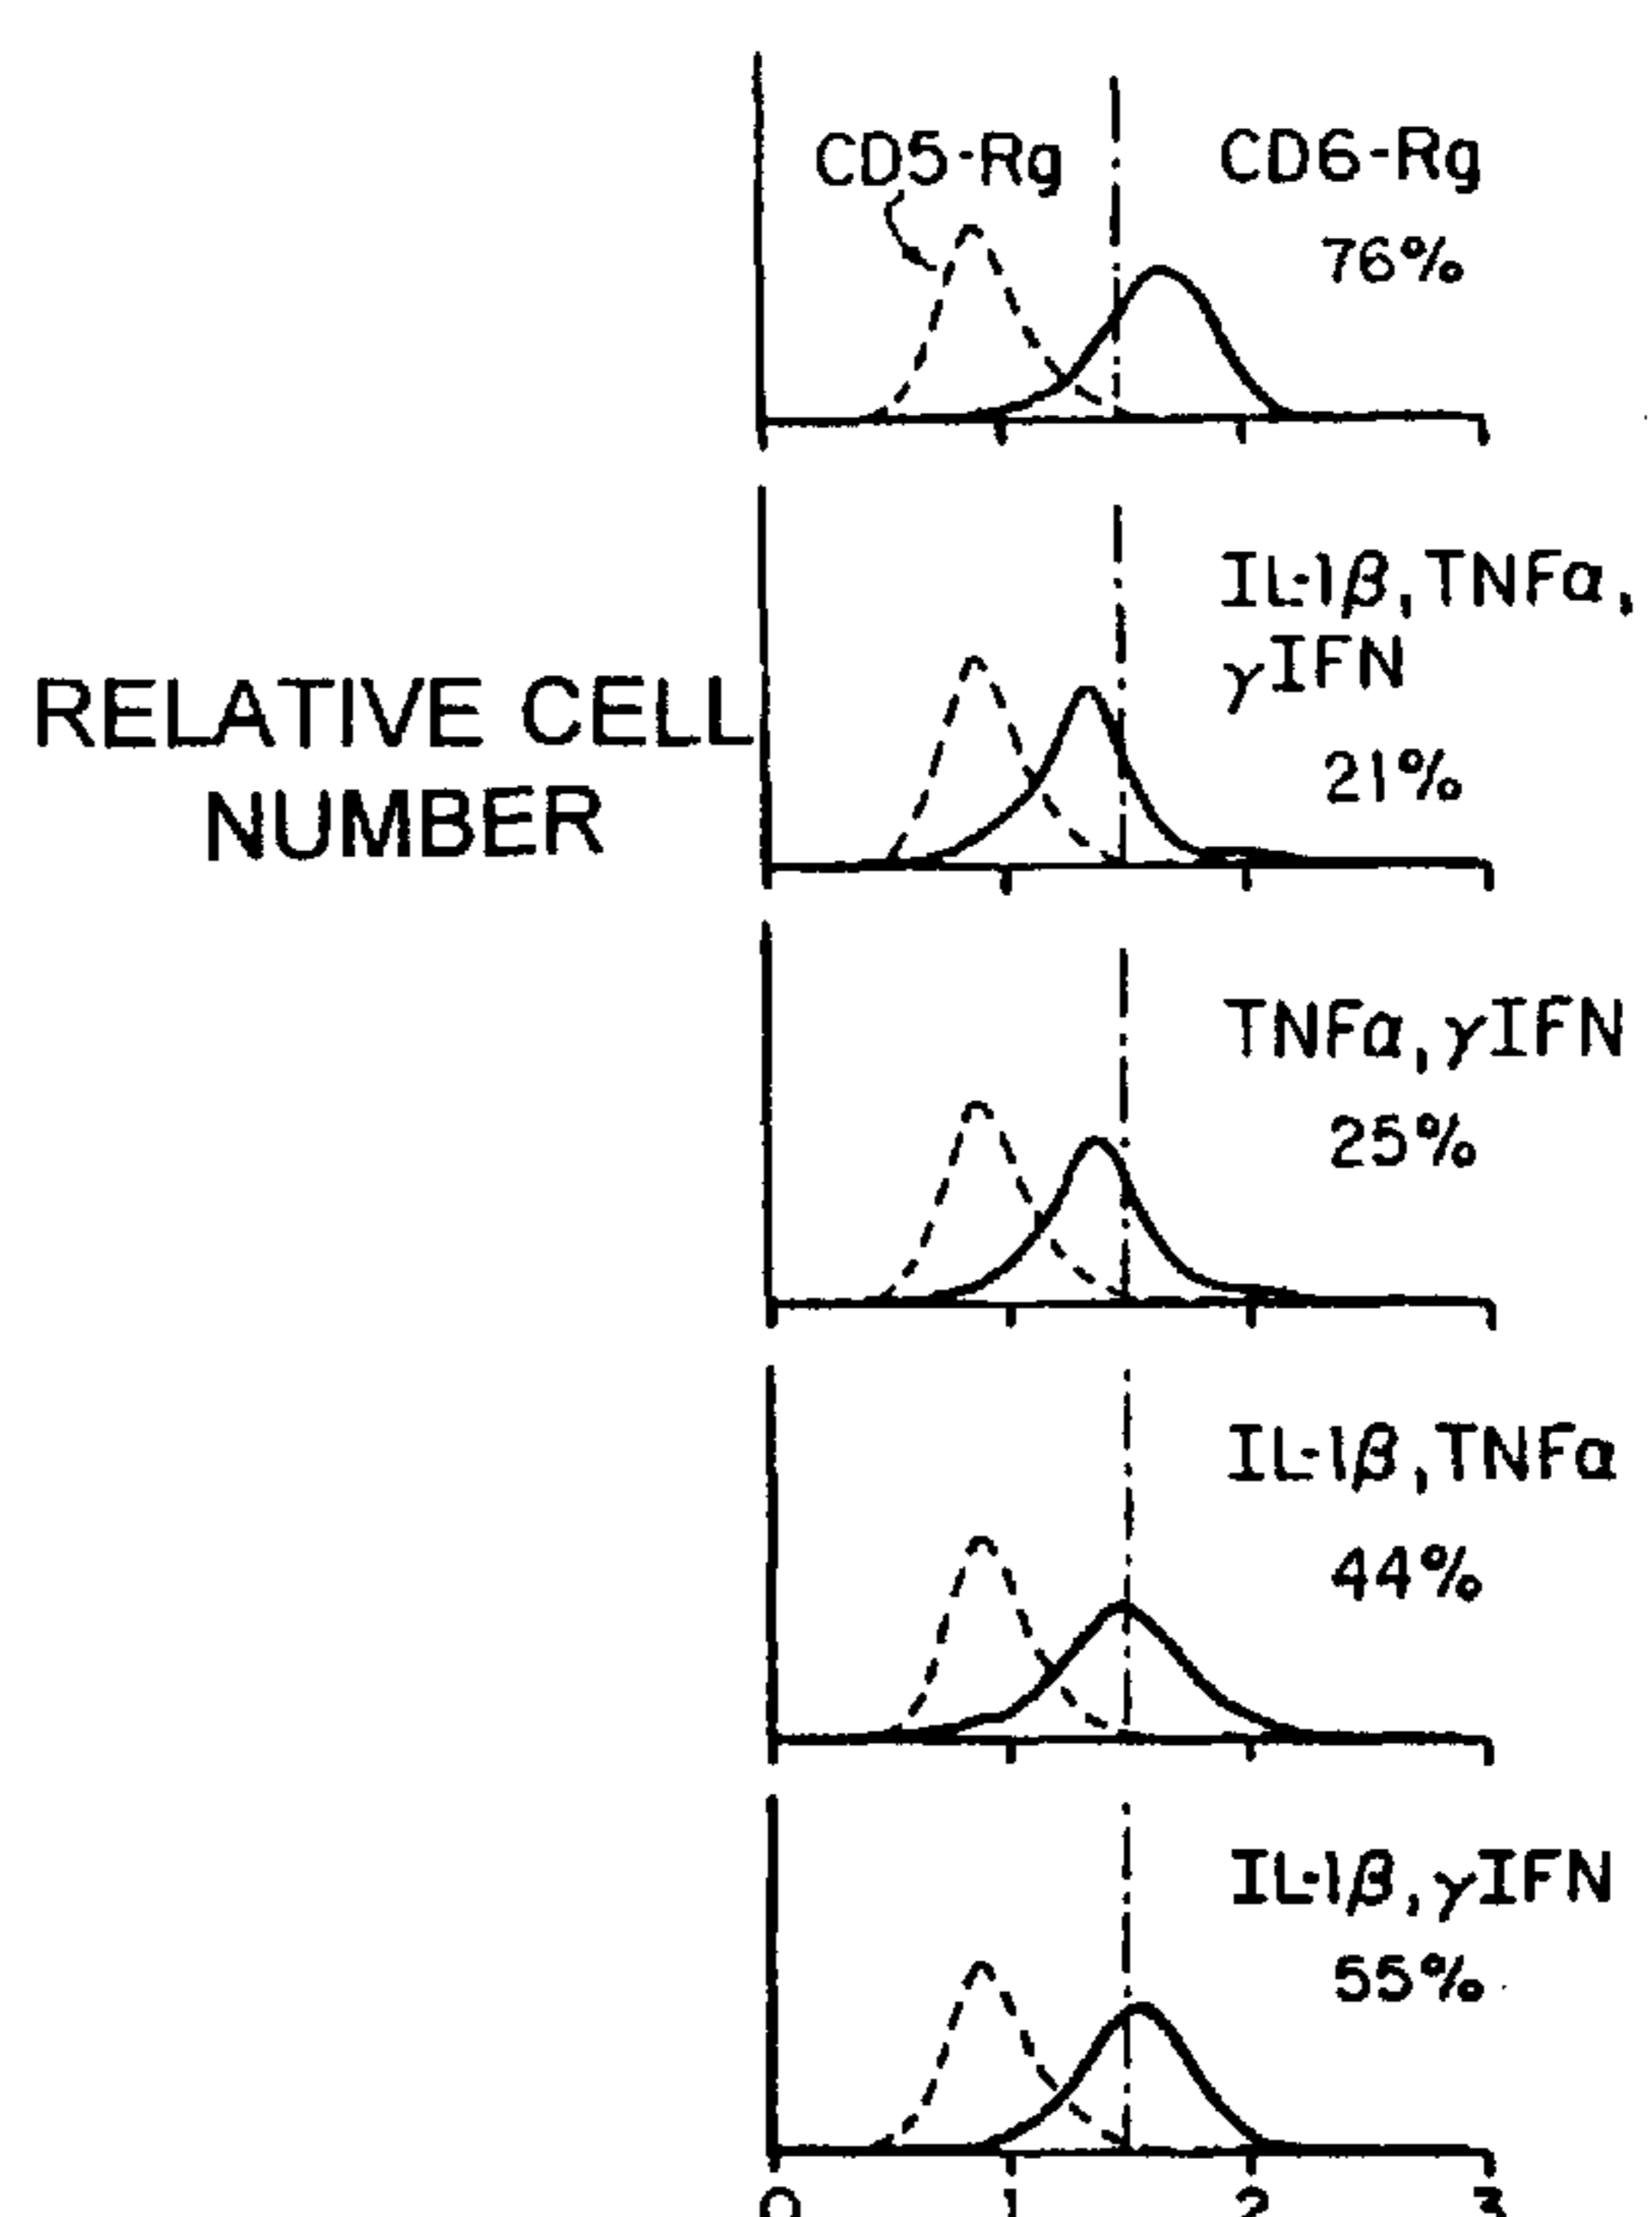 CD5-Rg
CD6-Rg
76%
IL-1β, TNFα,
γIFN
21%
RELATIVE CELL
NUMBER
TNFα, γIFN
25%
IL-1β, TNFα
44%
IL-1β, γIFN
55%
0 1 2 3